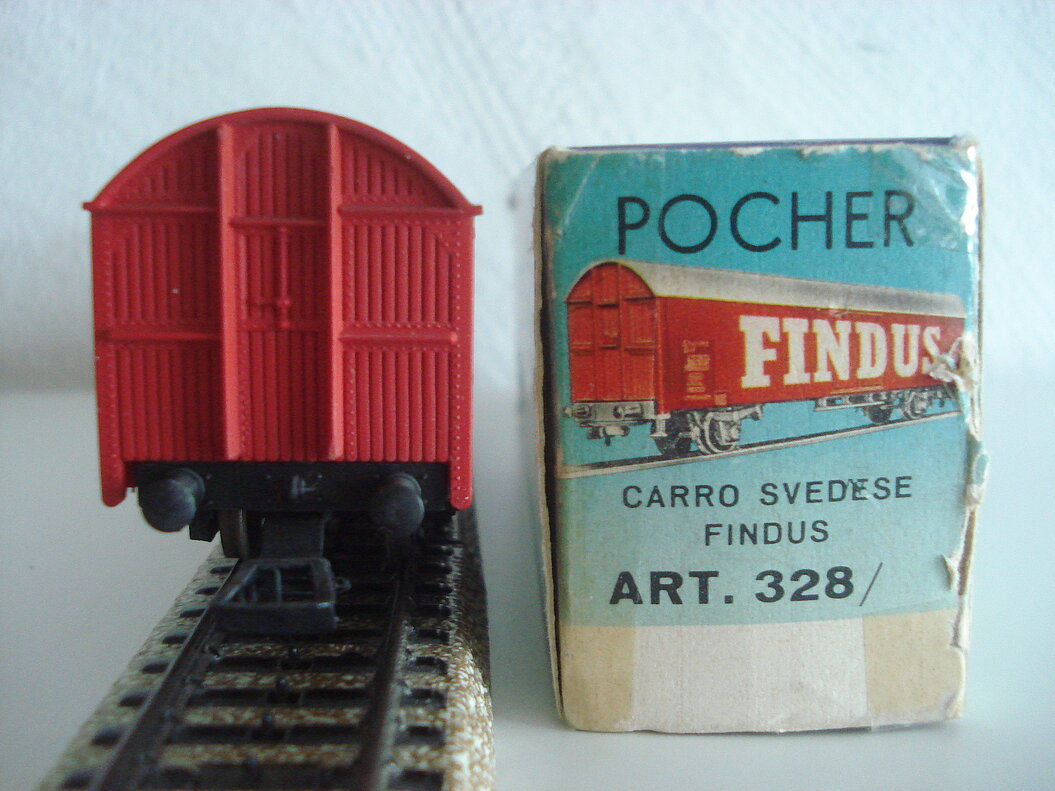 POCHER
FINDUS
CARRO SVEDESE
FINDUS
ART. 328/